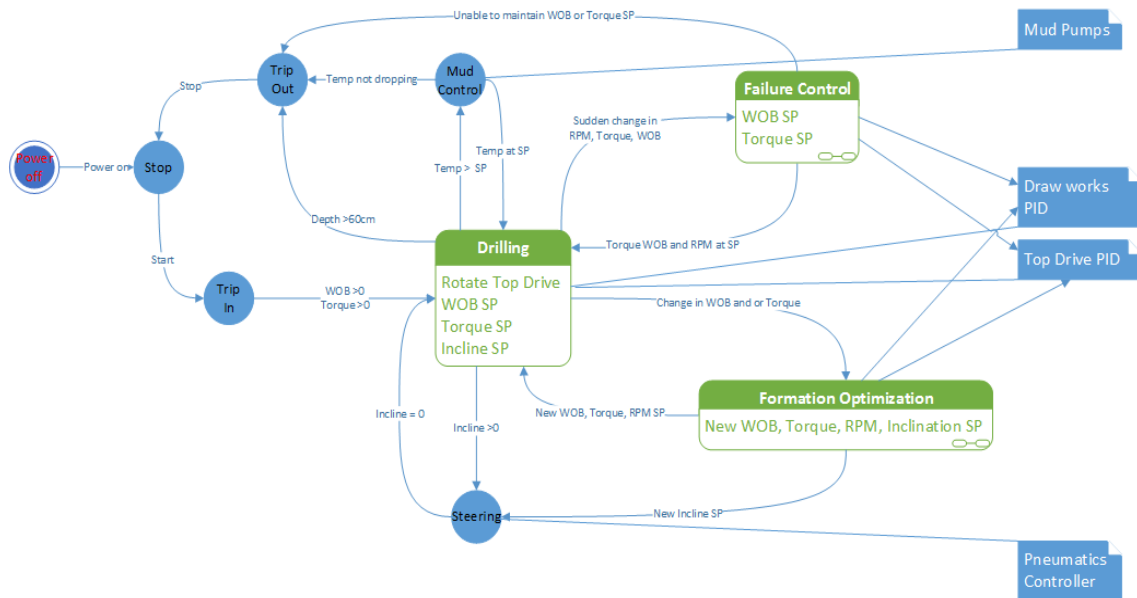 Unable to maintain WOB or Torque SP
Mud Pumps
Trip
Out
Temp not dropping
Mud
Control
Stop
Failure Control
WOB SP
Torque SP
Sudden change in
RPM, Torque, WOB
Power
off
Power on
Stop
Temp at SP
Temp > SP
Draw works
PID
Depth >60cm
Drilling
Torque WOB and RPM at SP
Top Drive PID
Start
Trip
In
WOB >0
Torque >0
Rotate Top Drive
WOB SP
Torque SP
Incline SP
Change in WOB and or Torque
Formation Optimization
New WOB, Torque, RPM, Inclination SP
Incline = 0
New WOB, Torque, RPM SP
Incline >0
Steering
New Incline SP
Pneumatics
Controller